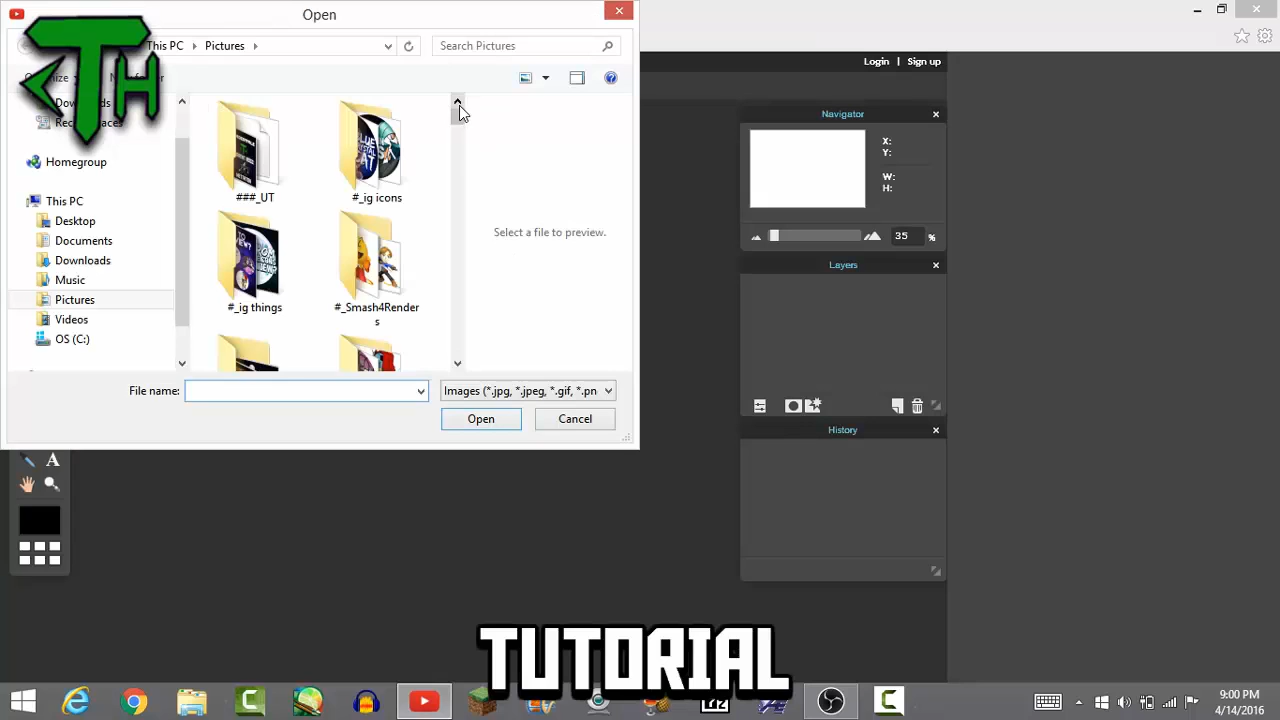 Open
This PC
Pictures
Search Pictures
Login | Sign up
Navigator
X:
Y:
W:
H:
35 %
Homegroup
This PC
Desktop
Documents
Downloads
Music
Pictures
Videos
OS (C:)
###_UT
#_ig icons
#_ig things
#_Smash4Render
s
Select a file to preview.
Layers
File name:
Images (*.jpg, *.jpeg, *.gif, *.pn
Open
Cancel
History
A
TUTORIAL
9:00 PM
4/14/2016